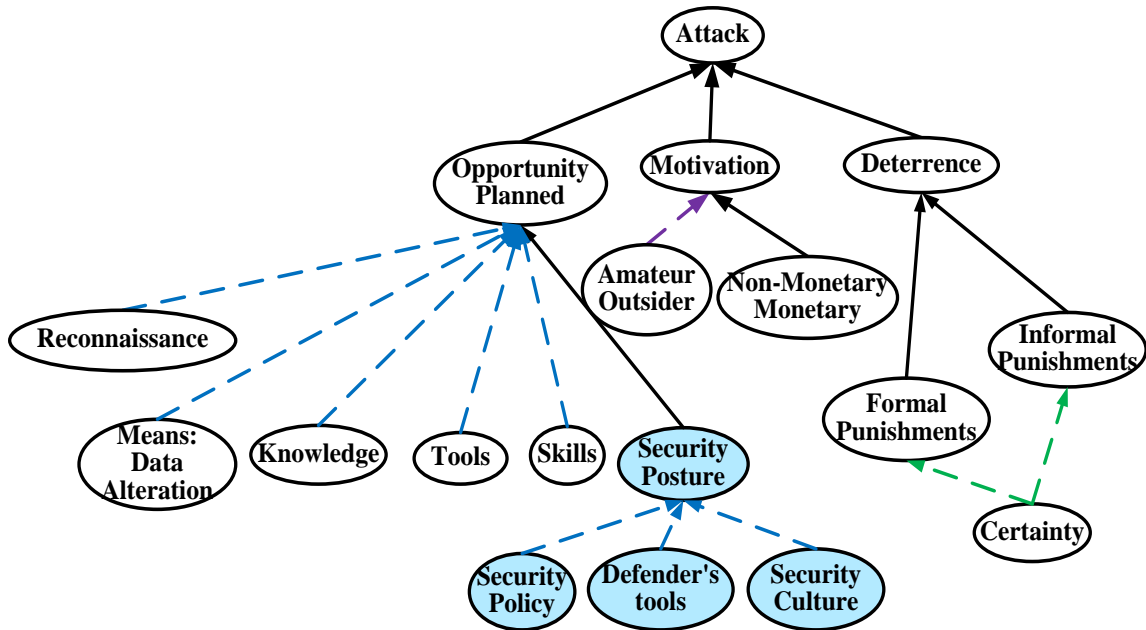 Attack
Opportunity
Planned
Motivation
Deterrence
Amateur
Outsider
Non-Monetary
Monetary
Reconnaissance
Informal
Punishments
Formal
Punishments
Means:
Data
Alteration
Knowledge
Tools
Skills
Security
Posture
Certainty
Security
Policy
Defender's
tools
Security
Culture